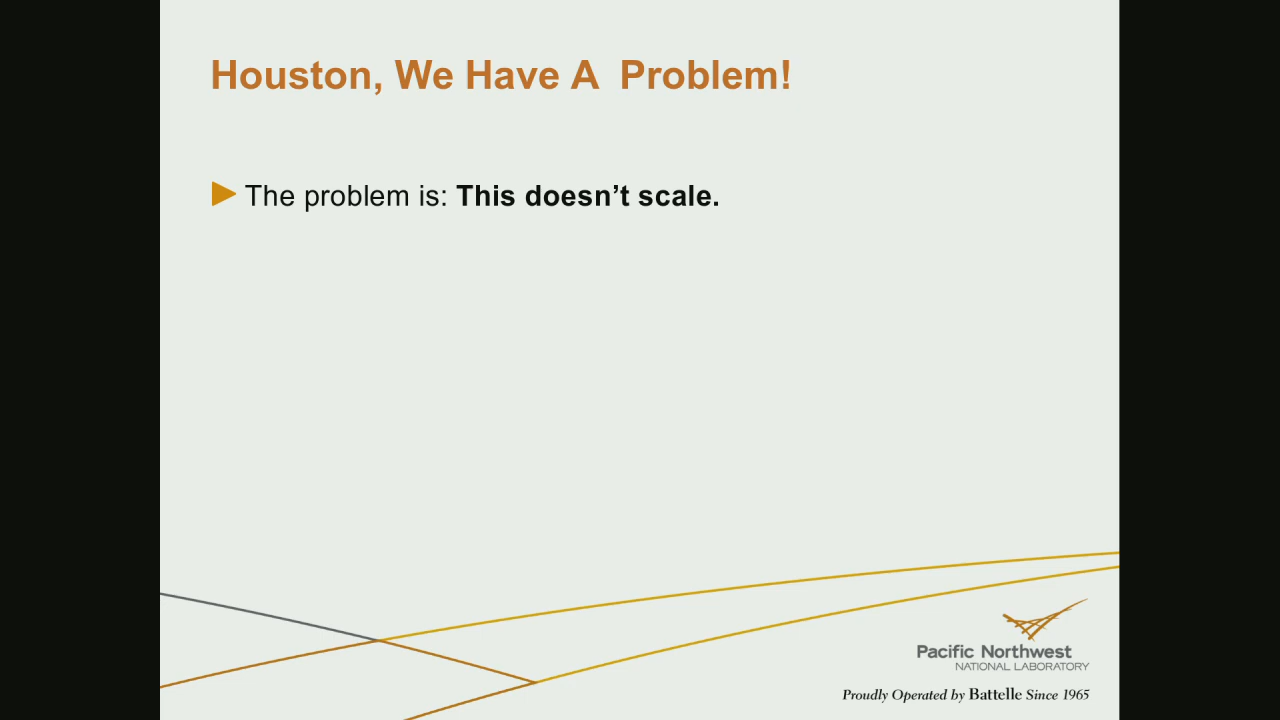 Houston, We Have A  Problem!
The problem is: This doesn’t scale.
Pacific Northwest
NATIONAL LABORATORY
Proudly Operated by Battelle Since 1965